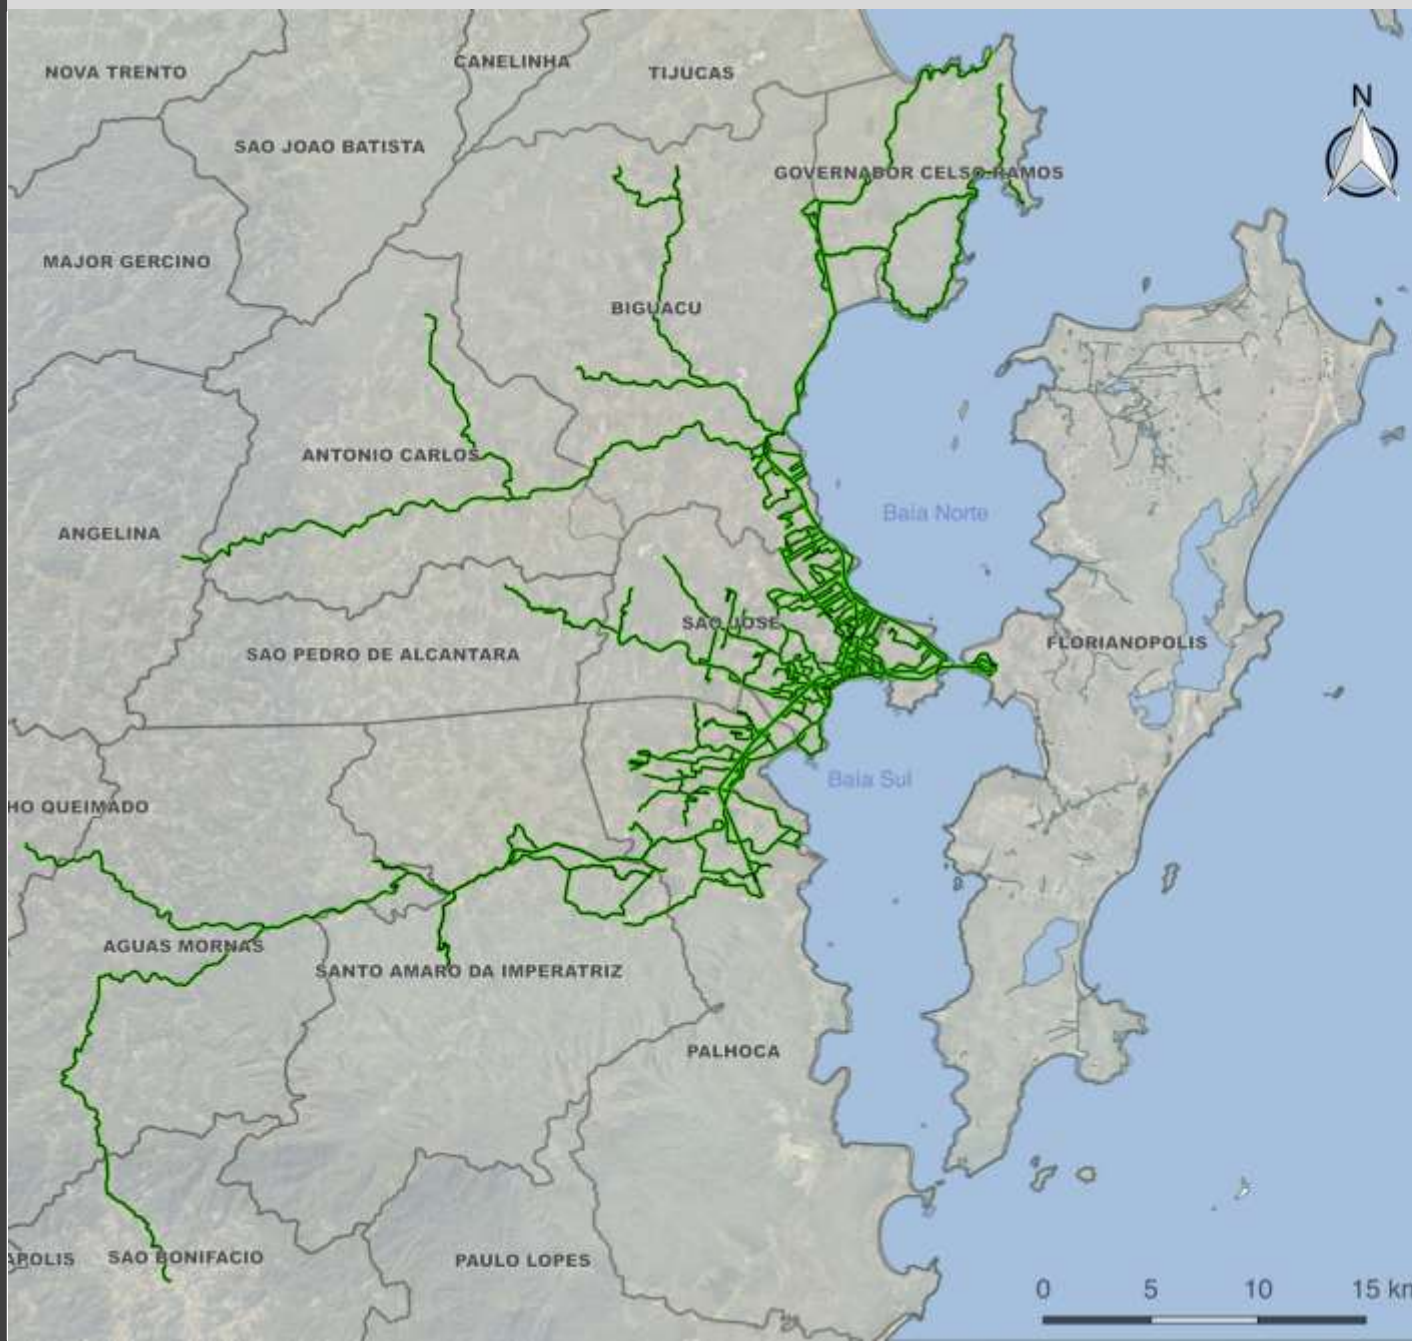 NOVA TRENTO
CANELINHA
TIJUCAS
N
SAO JOAO BATISTA
GOVERNADOR CELSO RAMOS
MAJOR GERCINO
BIGUACU
ANTONIO CARLOS
ANGELINA
Baia Norte
SAO JOSE
FLORIANOPOLIS
SAO PEDRO DE ALCANTARA
Baia Sul
HO QUEIMADO
AGUAS MORNAS
SANTO AMARO DA IMPERATRIZ
PALHOCA
APOLIS
SAO BONIFACIO
PAULO LOPES
0 5 10 15 km